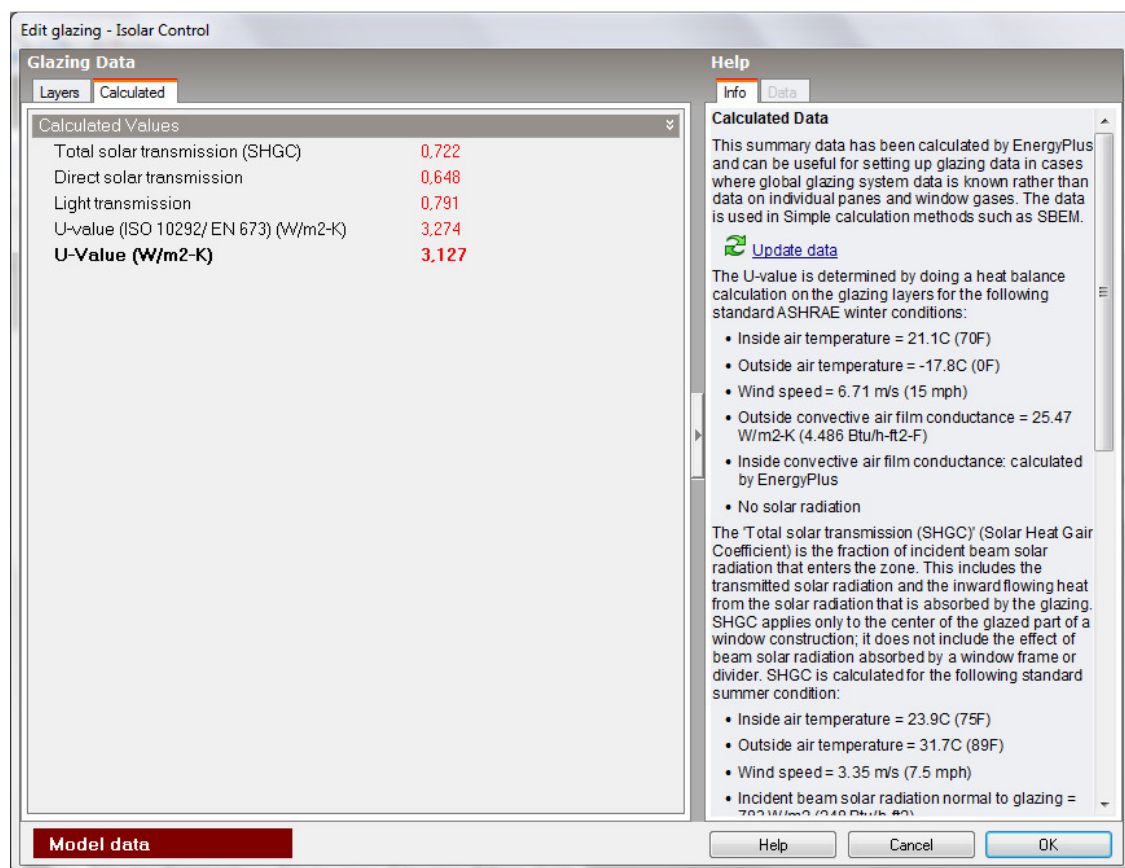 Edit glazing - Isolar Control
Glazing Data
Layers
Calculated
Calculated Values
Total solar transmission (SHGC) 0,722
Direct solar transmission 0,648
Light transmission 0,791
U-value (ISO 10292/ EN 673) (W/m2-K) 3,274
U-Value (W/m2-K) 3,127
Model data
Help
Info
Data
Calculated Data
This summary data has been calculated by EnergyPlus
and can be useful for setting up glazing data in cases
where global glazing system data is known rather than
data on individual panes and window gases. The data
is used in Simple calculation methods such as SBEM.
Update data
The U-value is determined by doing a heat balance
calculation on the glazing layers for the following
standard ASHRAE winter conditions:
• Inside air temperature = 21.1C (70F)
• Outside air temperature = -17.8C (0F)
• Wind speed = 6.71 m/s (15 mph)
• Outside convective air film conductance = 25.47
W/m2-K (4.486 Btu/h-ft2-F)
• Inside convective air film conductance: calculated
by EnergyPlus
• No solar radiation
The 'Total solar transmission (SHGC)' (Solar Heat Gain
Coefficient) is the fraction of incident beam solar
radiation that enters the zone. This includes the
transmitted solar radiation and the inward flowing heat
from the solar radiation that is absorbed by the glazing.
SHGC applies only to the center of the glazed part of a
window construction; it does not include the effect of
beam solar radiation absorbed by a window frame or
divider. SHGC is calculated for the following standard
summer condition:
• Inside air temperature = 23.9C (75F)
• Outside air temperature = 31.7C (89F)
• Wind speed = 3.35 m/s (7.5 mph)
• Incident beam solar radiation normal to glazing =
Help
Cancel
OK